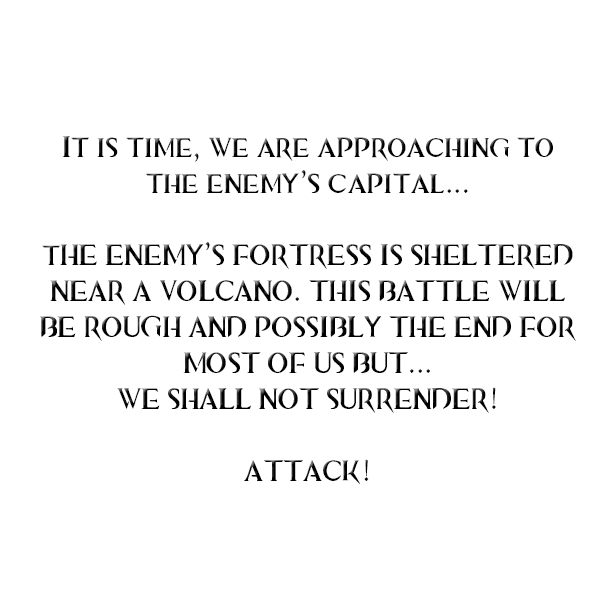 It is time, we are approaching to
the enemy's capital...
the enemy's fortress is sheltered
near a volcano. this battle will
be rough and possibly the end for
most of us but...
we shall not surrender!
attack!